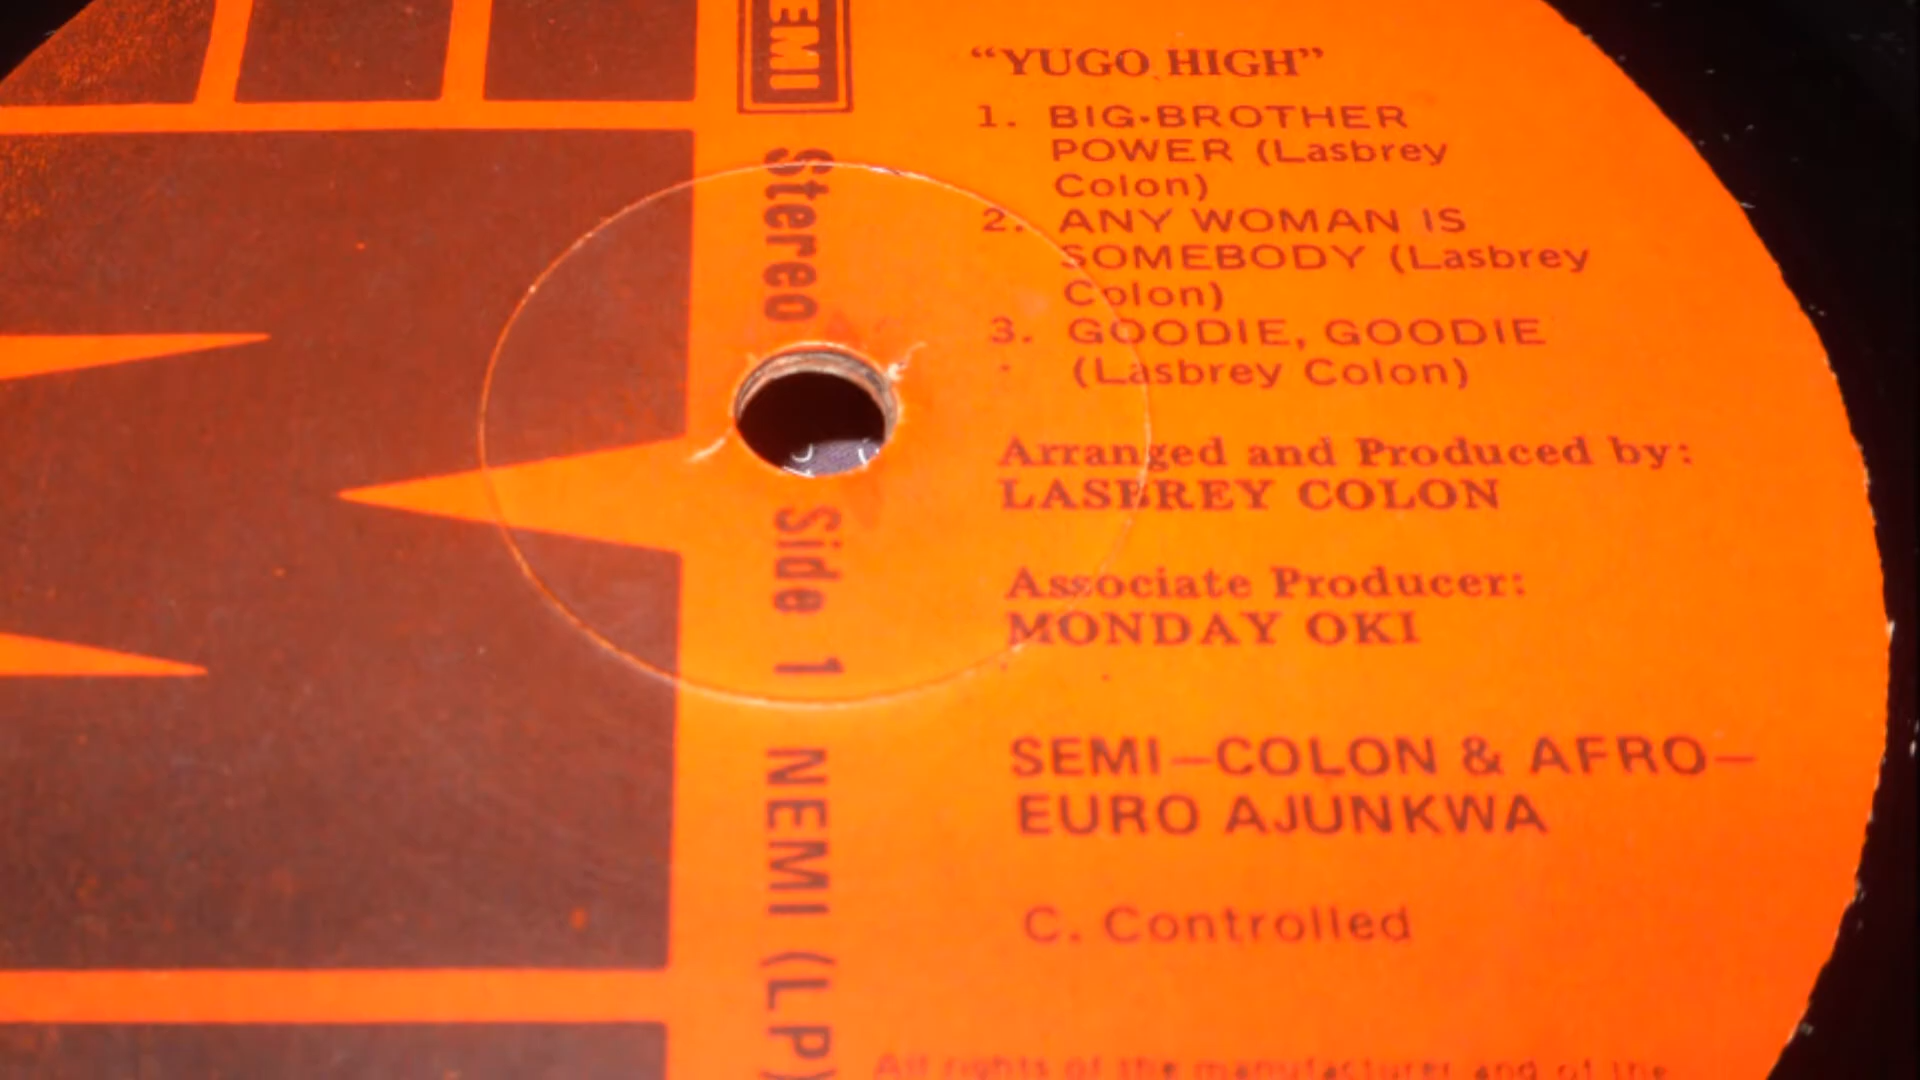 EMI
Stereo
Side 1
NEMI (LP)
“YUGO HIGH”
1. BIG-BROTHER
POWER (Lasbrey
Colon)
2. ANY WOMAN IS
SOMEBODY (Lasbrey
Colon)
3. GOODIE, GOODIE
(Lasbrey Colon)
Arranged and Produced by:
LASBREY COLON
Associate Producer:
MONDAY OKI
SEMI—COLON & AFRO—
EURO AJUNKWA
C. Controlled
All rights of the manufacturer and of the